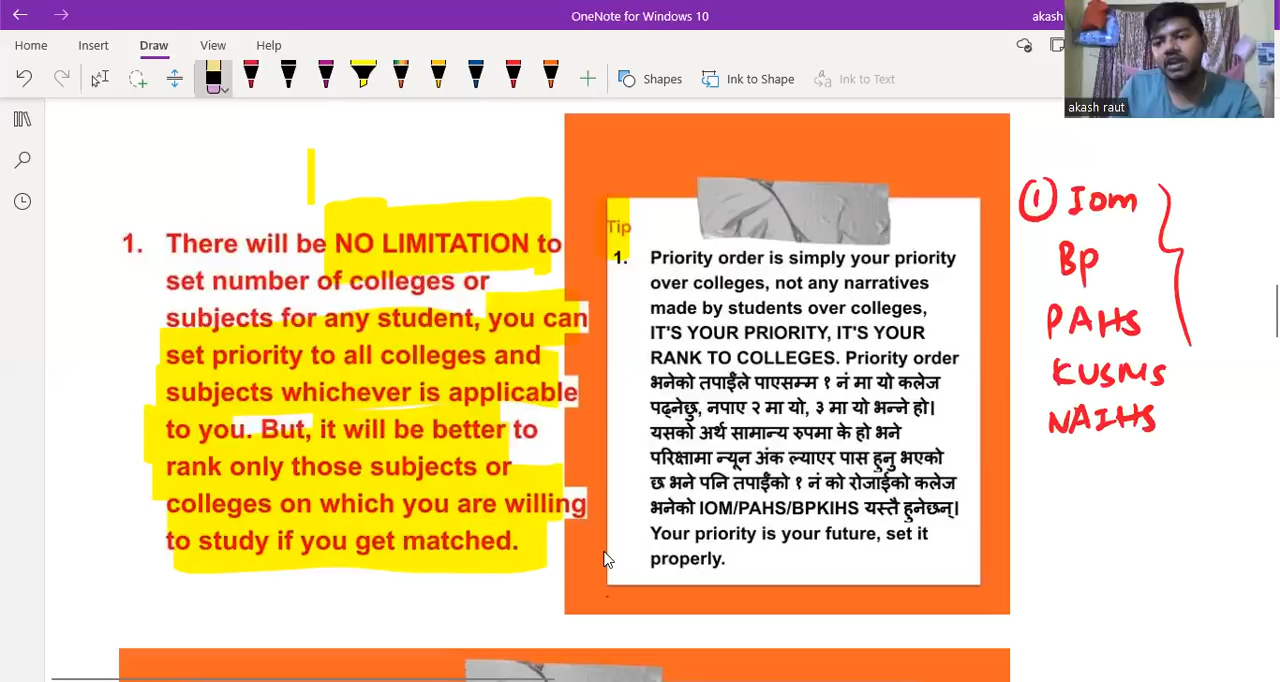 OneNote for Windows 10
akash
Home Insert Draw View Help
Shapes Ink to Shape Ink to Text
akash raut
1. There will be NO LIMITATION to
set number of colleges or
subjects for any student, you can
set priority to all colleges and
subjects whichever is applicable
to you. But, it will be better to
rank only those subjects or
colleges on which you are willing
to study if you get matched.
Tip
1. Priority order is simply your priority
over colleges, not any narratives
made by students over colleges,
IT'S YOUR PRIORITY, IT'S YOUR
RANK TO COLLEGES. Priority order
भनेको तपाईंले पाएसम्म १ नं मा यो कलेज
पढ्नेछु, नपाए २ मा यो, ३ मा यो भन्ने हो।
यसको अर्थ सामान्य रुपमा के हो भने
परिक्षामा न्यून अंक ल्याएर पास हुनु भएको
छ भने पनि तपाईंको १ नं को रोजाईको कलेज
भनेको IOM/PAHS/BPKIHS यस्तै हुनेछन्।
Your priority is your future, set it
properly.
① Iom
Bp
PAHS
KUSMS
NAIHS